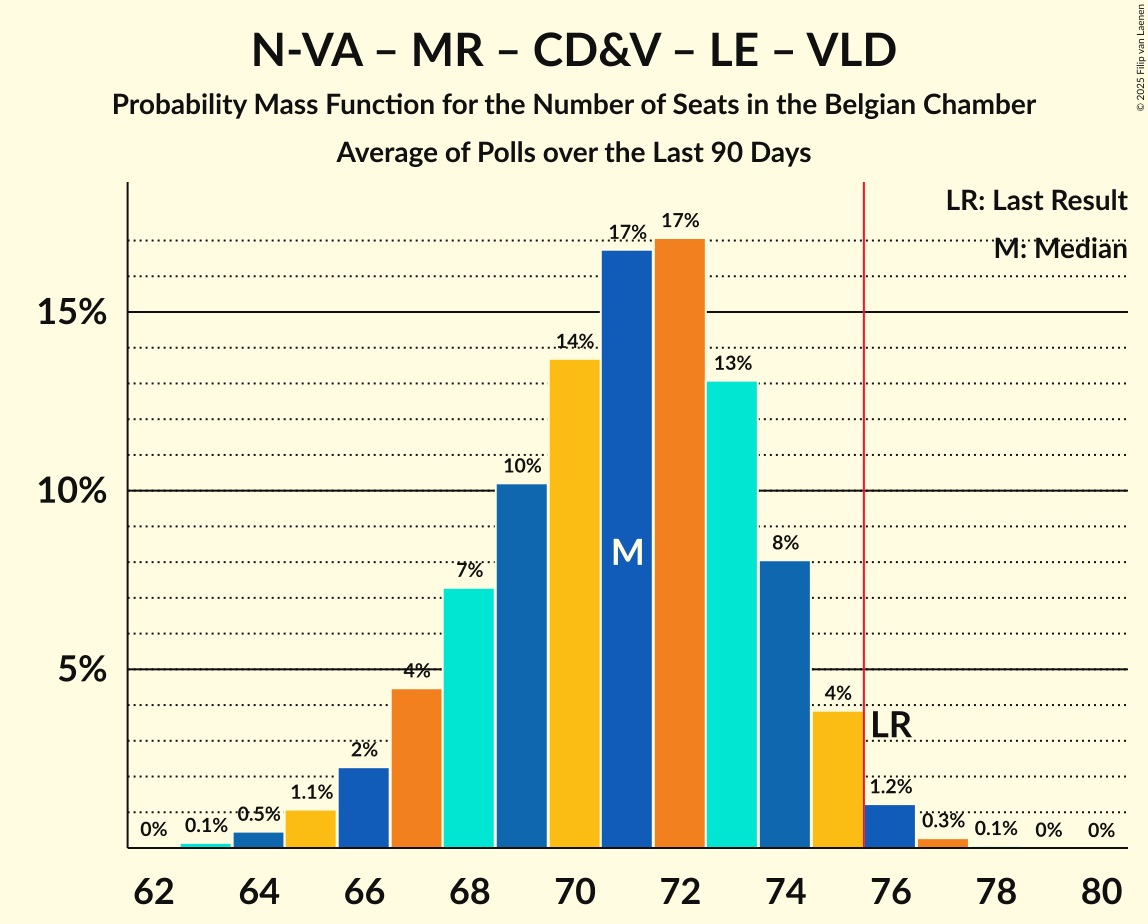 N-VA – MR – CD&V – LE – VLD
Probability Mass Function for the Number of Seats in the Belgian Chamber
Average of Polls over the Last 90 Days
© 2025 Filip van Laenen
LR: Last Result
M: Median
15%
10%
5%
0%
0.1%
0.5%
1.1%
2%
4%
7%
10%
14%
17%
17%
13%
8%
4%
1.2%
0.3%
0.1%
0%
0%
M
LR
62 64 66 68 70 72 74 76 78 80